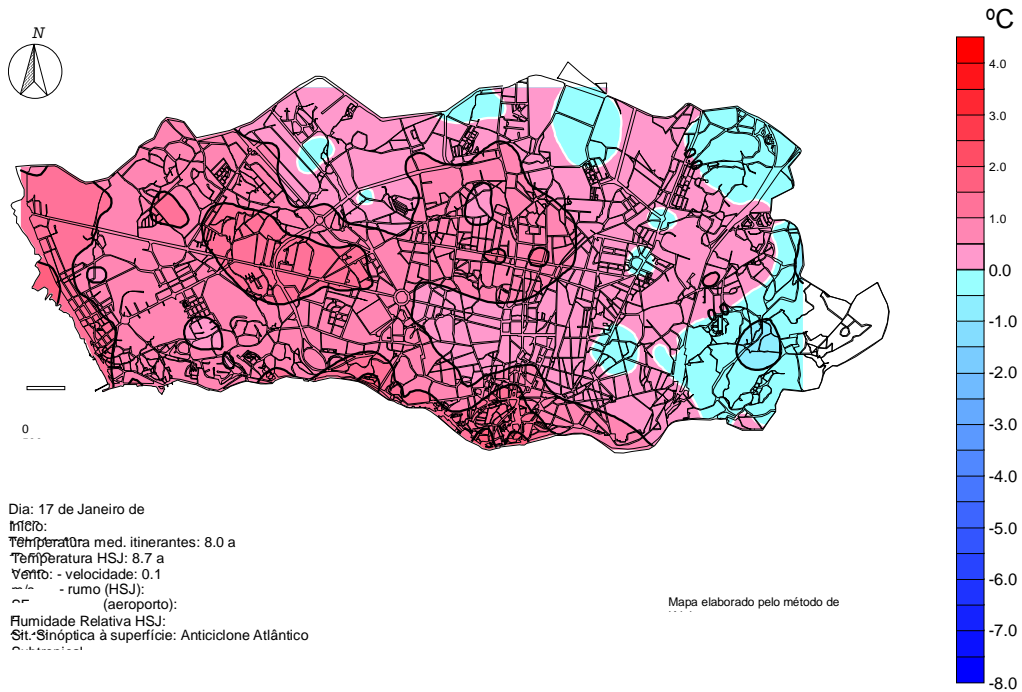 N
ºC
4.0
3.0
2.0
1.0
0.0
-1.0
-2.0
-3.0
-4.0
-5.0
-6.0
-7.0
-8.0
0
Dia: 17 de Janeiro de
Início:
Temperatura med. itinerantes: 8.0 a
Temperatura HSJ: 8.7 a
Vento: - velocidade: 0.1
- rumo (HSJ):
(aeroporto):
Humidade Relativa HSJ:
Sit. Sinóptica à superfície: Anticiclone Atlântico
Mapa elaborado pelo método de